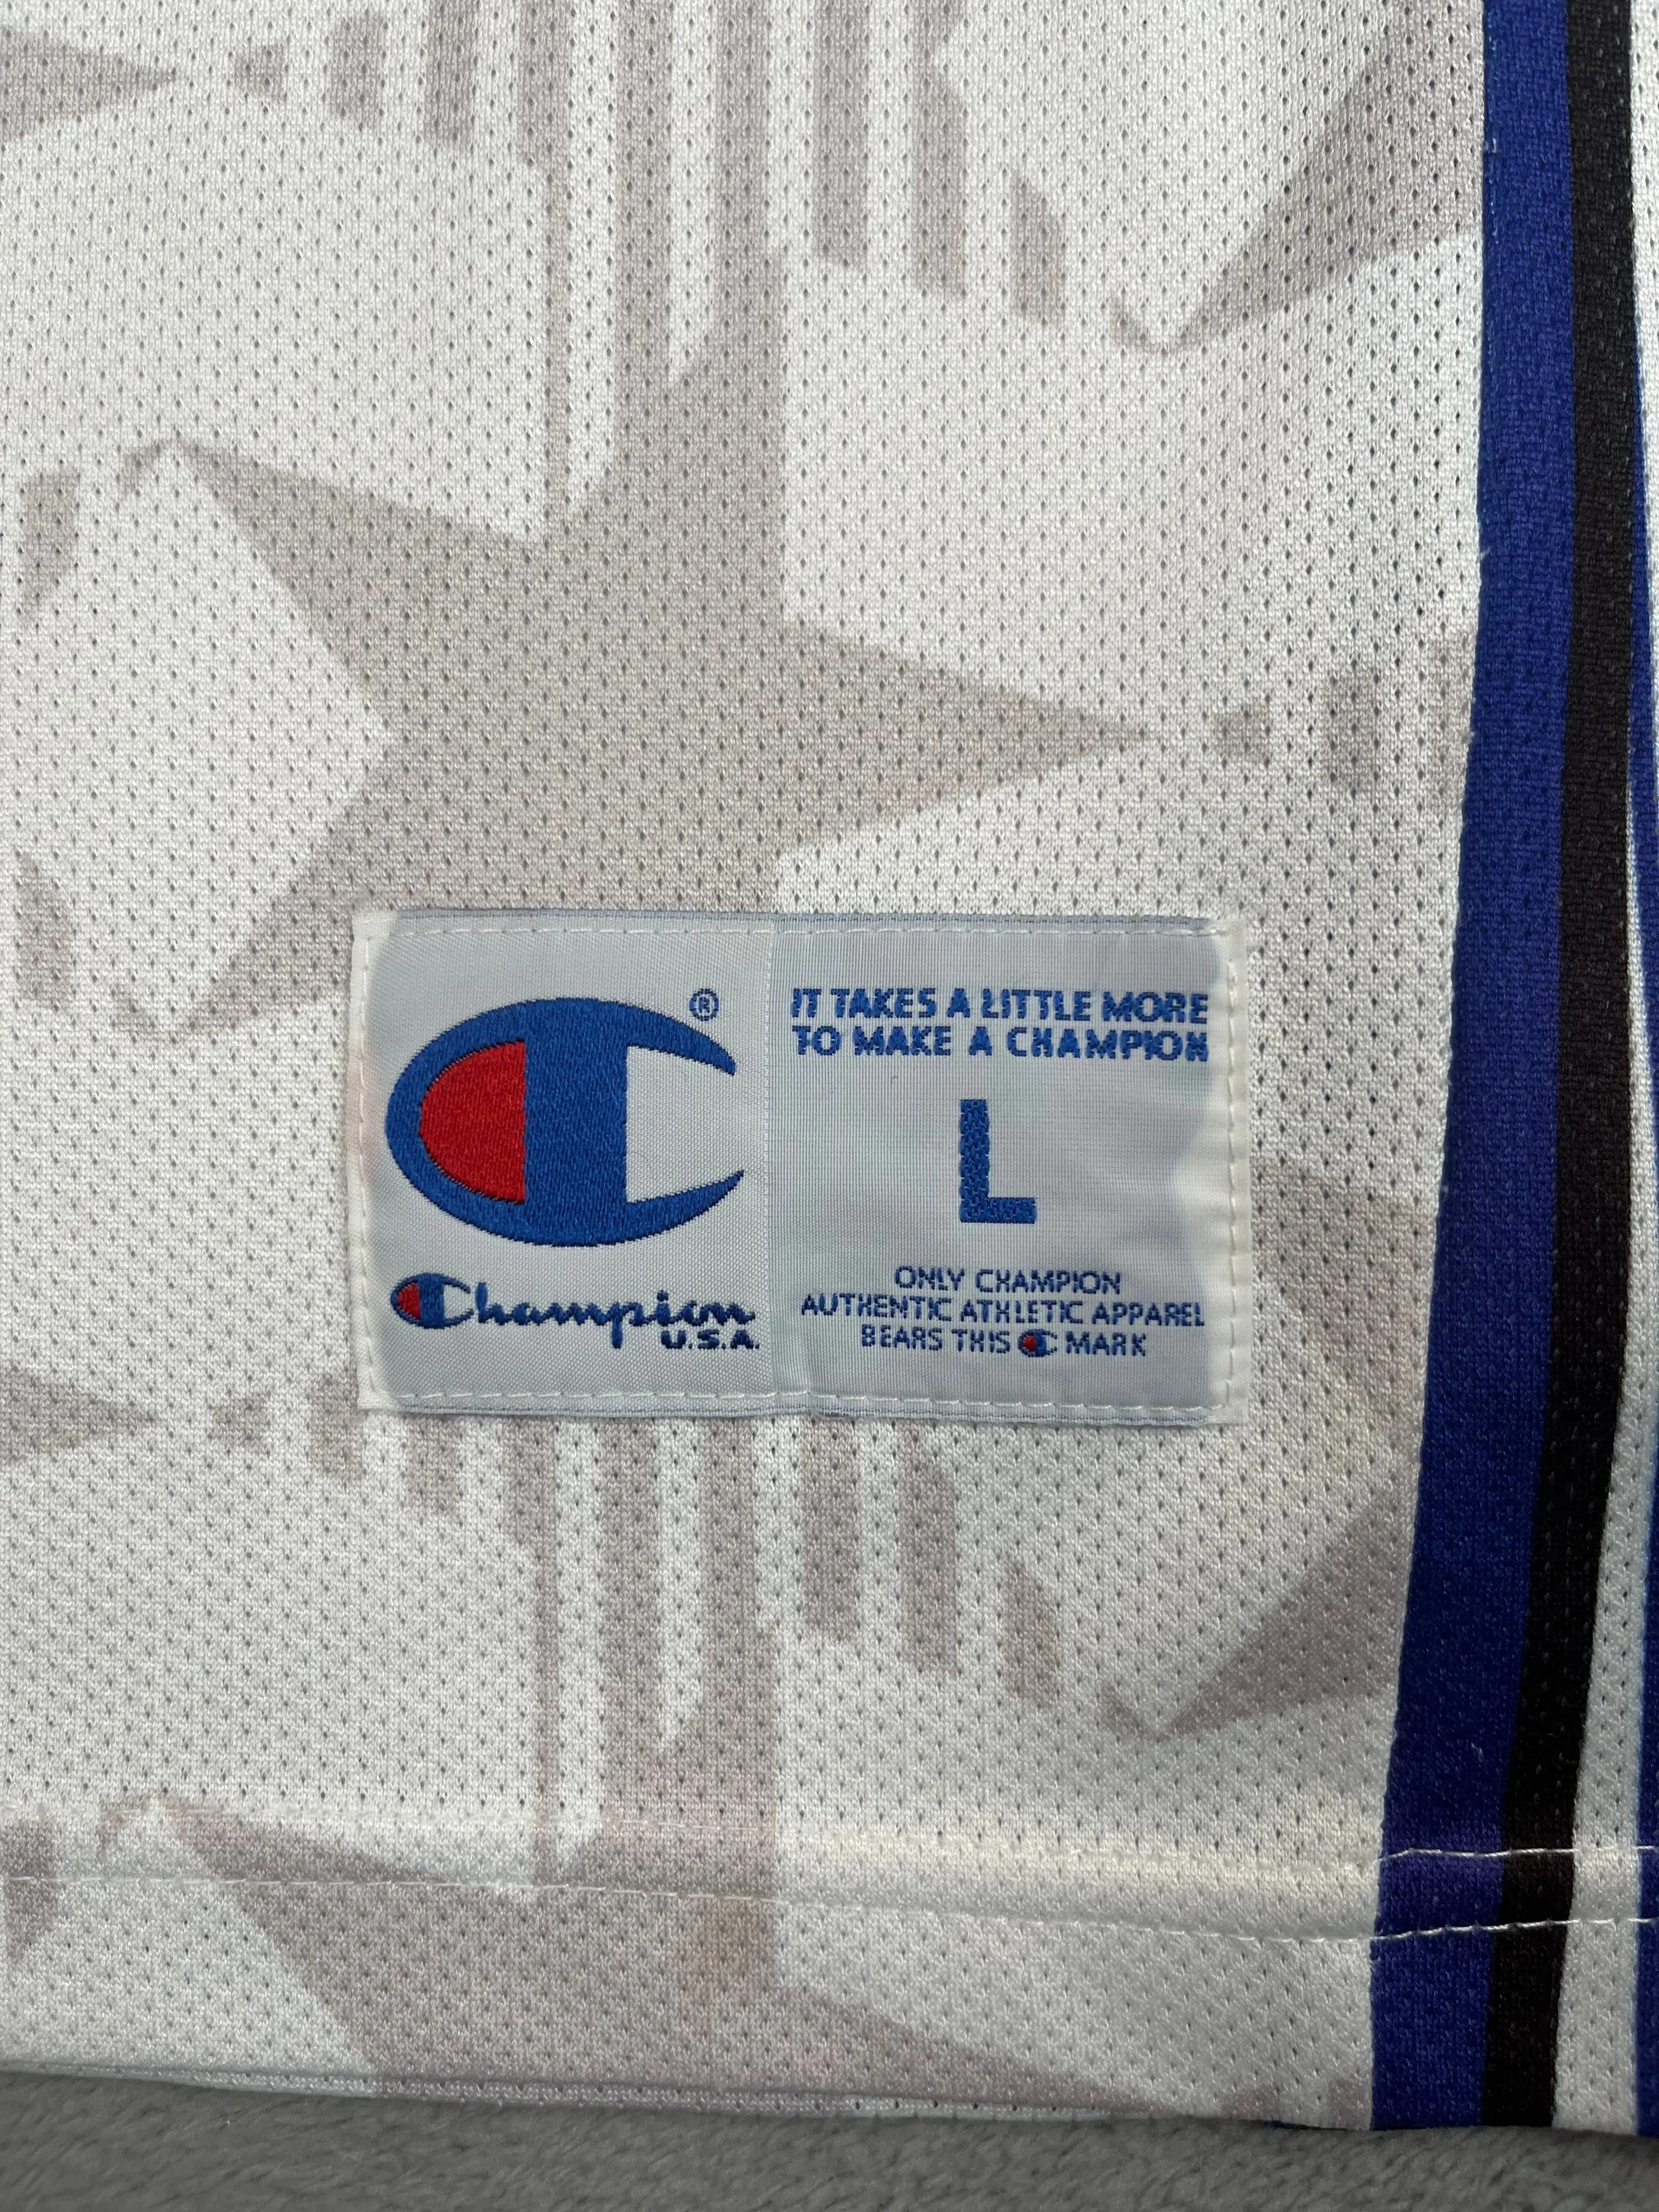 ®
Champion
U.S.A.
IT TAKES A LITTLE MORE
TO MAKE A CHAMPION
L
ONLY CHAMPION
AUTHENTIC ATHLETIC APPAREL
BEARS THIS C MARK